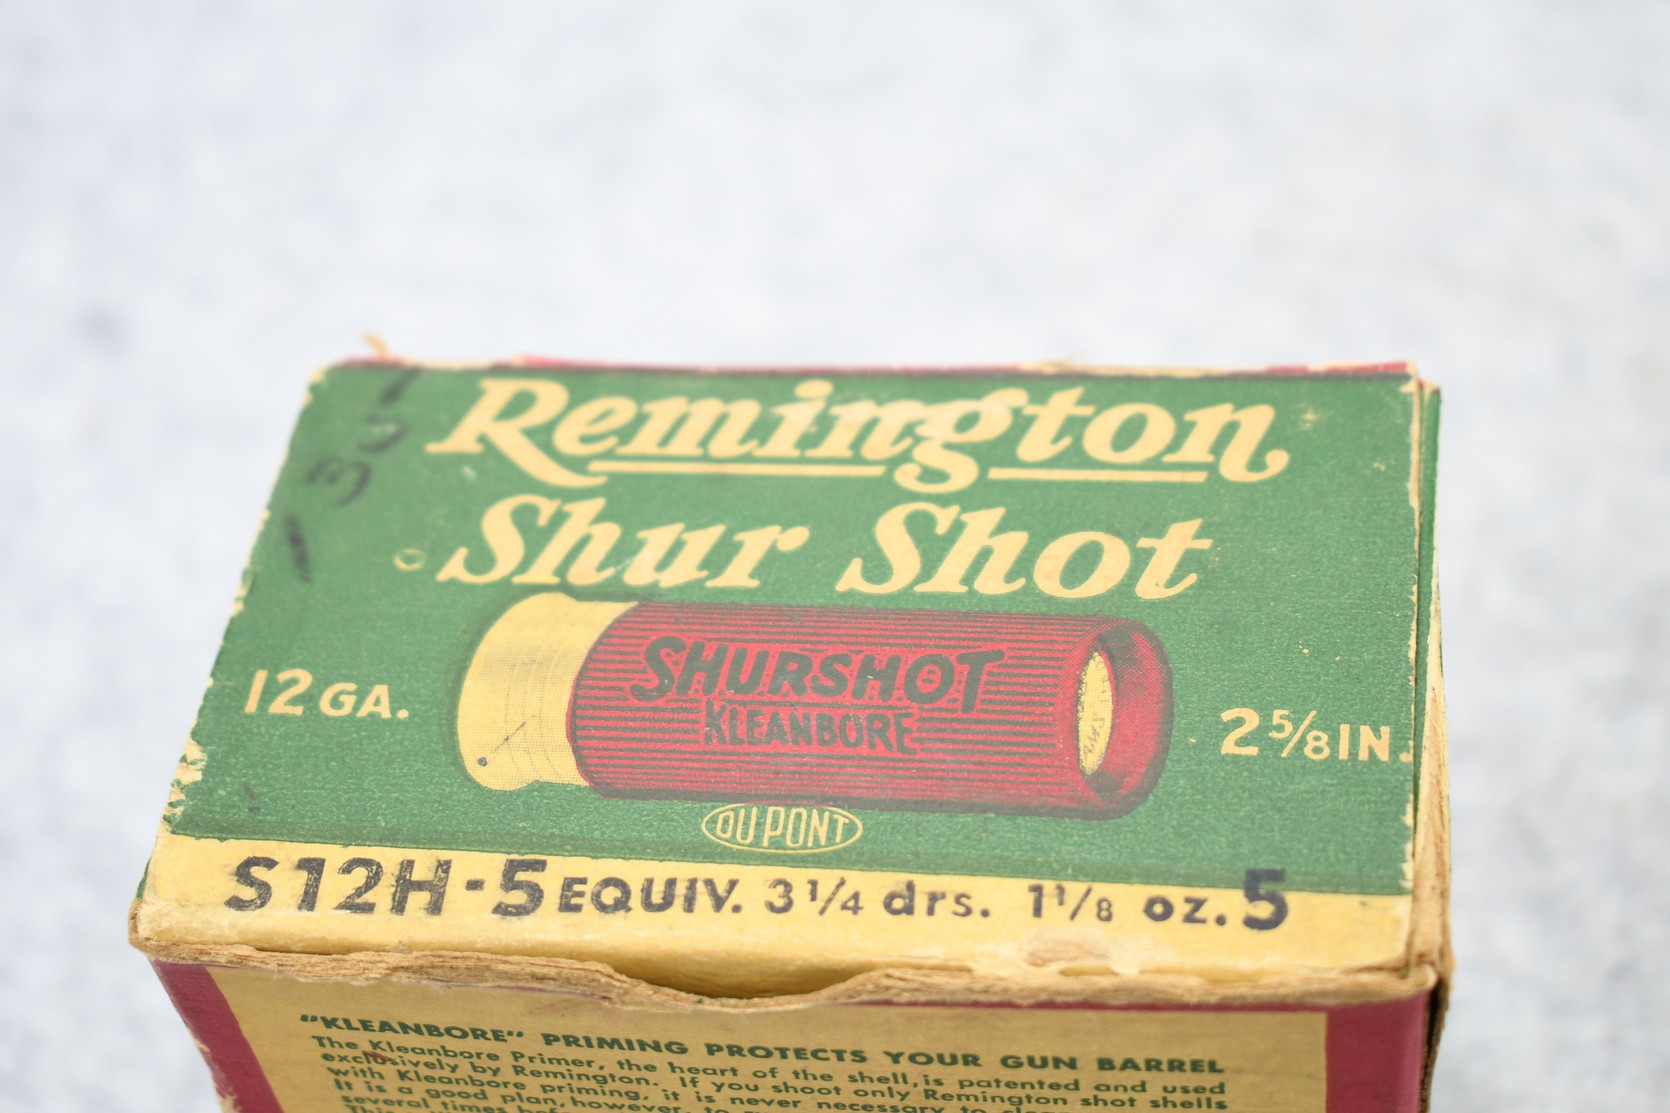 Remington
Shur Shot
SHURSHOT
KLEANBORE
12 GA.
2 5/8 IN.
DU PONT
S12H-5 EQUIV. 3 1/4 drs. 1 1/8 oz. 5
"KLEANBORE" PRIMING PROTECTS YOUR GUN BARREL
The Kleanbore Primer, the heart of the shell, is patented and used
exclusively by Remington. If you shoot only Remington shot shells
with Kleanbore priming, it is never necessary to clean
It is a good plan, however, to
several times